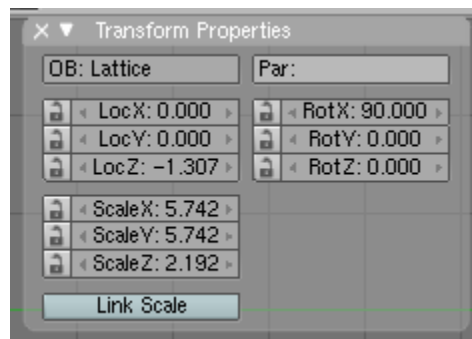 Transform Properties
OB: Lattice Par:
LocX: 0.000 RotX: 90.000
LocY: 0.000 RotY: 0.000
LocZ: -1.307 RotZ: 0.000
ScaleX: 5.742
ScaleY: 5.742
ScaleZ: 2.192
Link Scale